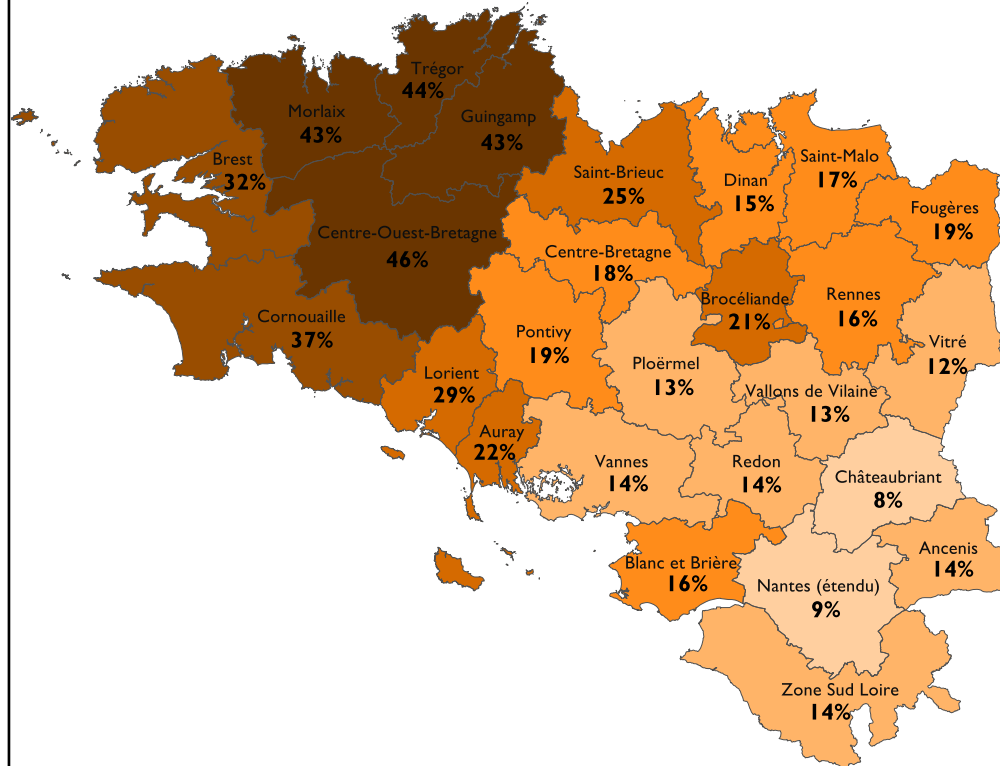 Trégor
44%
Morlaix
43%
Guingamp
43%
Brest
32%
Saint-Brieuc
25%
Dinan
15%
Saint-Malo
17%
Fougères
19%
Centre-Ouest-Bretagne
46%
Centre-Bretagne
18%
Brocéliande
21%
Rennes
16%
Cornouaille
37%
Pontivy
19%
Vitré
12%
Lorient
29%
Ploërmel
13%
Vallons de Vilaine
13%
Auray
22%
Vannes
14%
Redon
14%
Châteaubriant
8%
Blanc et Brière
16%
Ancenis
14%
Nantes (étendu)
9%
Zone Sud Loire
14%